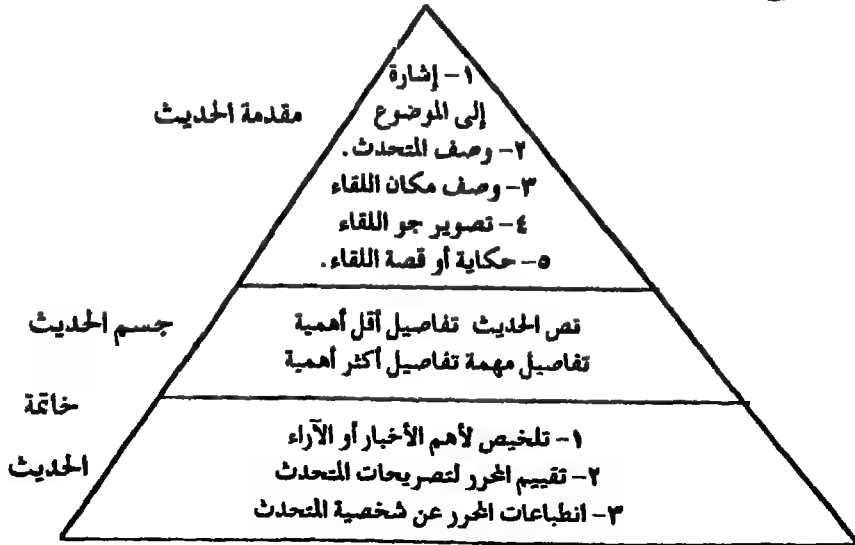 ١- إشارة
إلى الموضوع
مقدمة الحديث
٢- وصف المتحدث.
٣- وصف مكان اللقاء
٤- تصوير جو اللقاء
٥- حكاية أو قصة اللقاء.
جسم الحديث
نص الحديث تفاصيل أقل أهمية
تفاصيل مهمة تفاصيل أكثر أهمية
خاتمة
الحديث
١- تلخيص لأهم الأخبار أو الآراء
٢- تقييم المحرر لتصريحات المتحدث
٣- انطباعات المحرر عن شخصية المتحدث